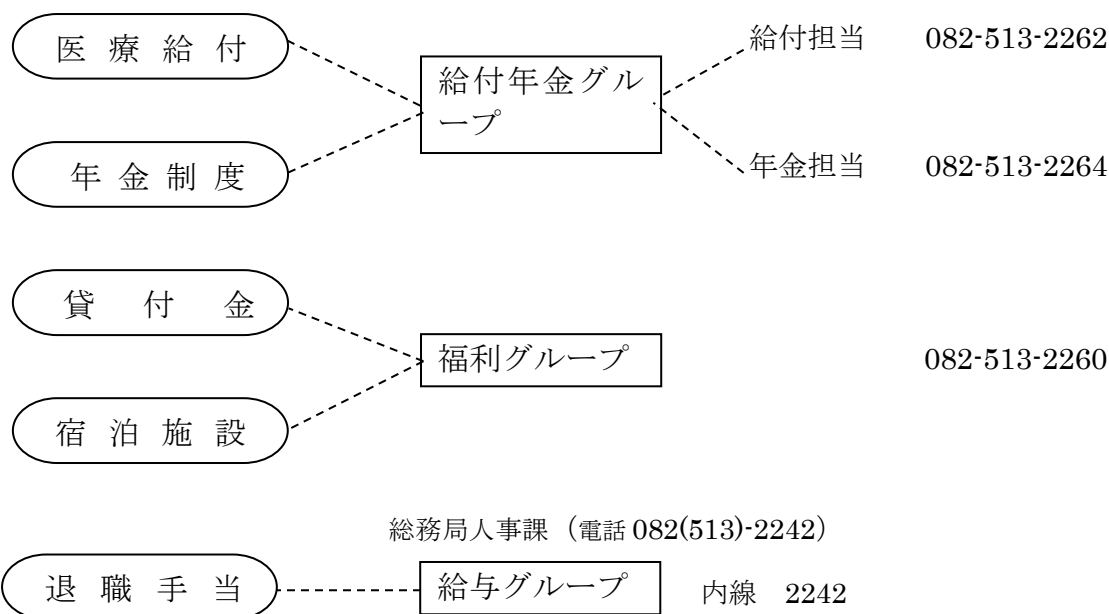 医療給付
給付担当 082-513-2262
給付年金グル
ープ
年金制度
年金担当 082-513-2264
貸付金
福利グループ 082-513-2260
宿泊施設
総務局人事課（電話 082(513)-2242）
退職手当
給与グループ 内線 2242